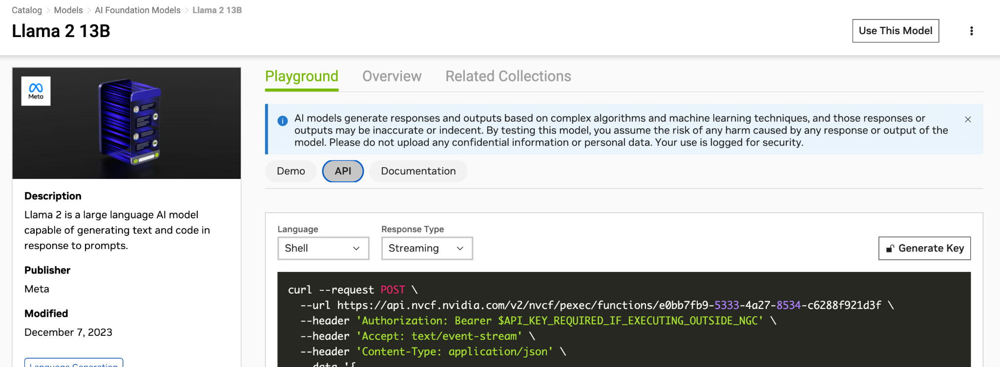 Catalog > Models > AI Foundation Models > Llama 2 13B
Llama 2 13B
Use This Model
Meta
Description
Llama 2 is a large language AI model
capable of generating text and code in
response to prompts.
Publisher
Meta
Modified
December 7, 2023
Language Generation
Playground Overview Related Collections
AI models generate responses and outputs based on complex algorithms and machine learning techniques, and those responses or
outputs may be inaccurate or indecent. By testing this model, you assume the risk of any harm caused by any response or output of the
model. Please do not upload any confidential information or personal data. Your use is logged for security.
Demo API Documentation
Language Response Type
Shell Streaming Generate Key
curl --request POST \
--url https://api.nvcf.nvidia.com/v2/nvcf/pexec/functions/e0bb7fb9-5333-4a27-8534-c6288f921d3f \
--header 'Authorization: Bearer $API_KEY_REQUIRED_IF_EXECUTING_OUTSIDE_NGC' \
--header 'Accept: text/event-stream' \
--header 'Content-Type: application/json' \
--data '{